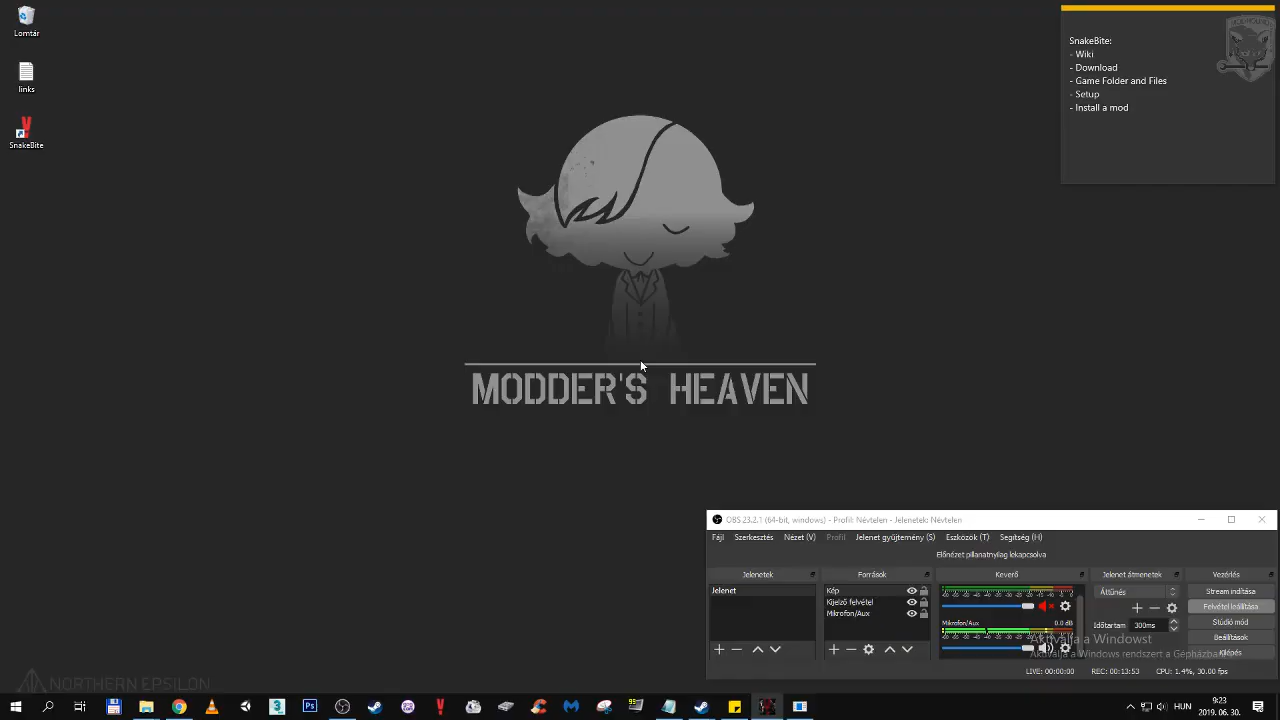 Lomtár
links
SnakeBite
SnakeBite:
- Wiki
- Download
- Game Folder and Files
- Setup
- Install a mod
MODDER'S HEAVEN
NORTHERN EPSILON
OBS 23.2.1 (64-bit, windows) - Profil: Névtelen - Jelenetek: Névtelen
Fájl Szerkesztés Nézet (V) Profil Jelenet gyűjtemény (S) Eszközök (T) Segítség (H)
Előnézet pillanatnyilag lekapcsolva
Jelenetek Források Keverő Jelenet átmenetek Vezérlés
Jelenet
Kép
Kijelző felvétel
Mikrofon/Aux
Mikrofon/Aux 0.0 dB
Áttűnés
Időtartam 300ms
Stream indítása
Felvétel leállítása
Stúdió mód
Beállítások
Kilépés
Aktiválja a Windowst
Aktiválja a Windows rendszert a Gépházban.
LIVE: 00:00:00 REC: 00:13:53 CPU: 1.4%, 30.00 fps
HUN
9:23
2019. 06. 30.